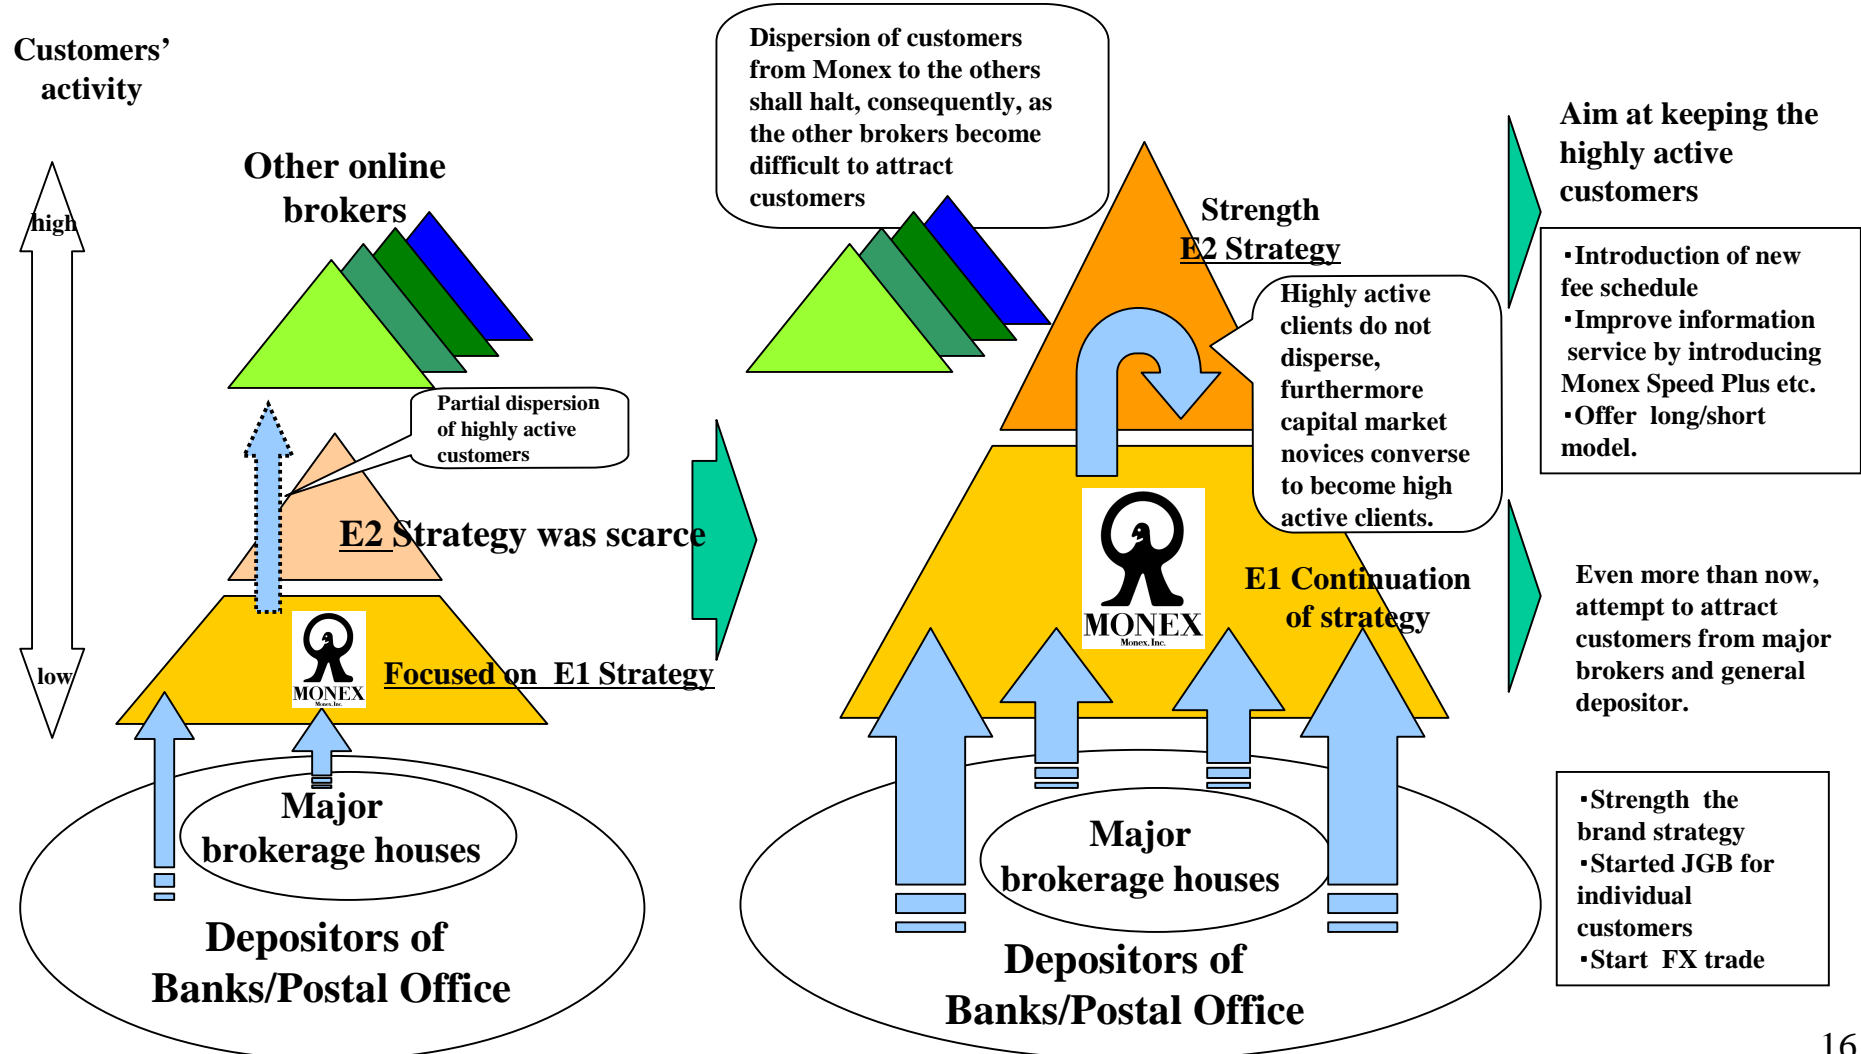 Customers’
activity
high
low
Other online
brokers
Partial dispersion
of highly active
customers
E2 Strategy was scarce
MONEX
Monex, Inc.
Focused on E1 Strategy
Major
brokerage houses
Depositors of
Banks/Postal Office
Dispersion of customers
from Monex to the others
shall halt, consequently, as
the other brokers become
difficult to attract
customers
Strength
E2 Strategy
Highly active
clients do not
disperse,
furthermore
capital market
novices converse
to become high
active clients.
MONEX
Monex, Inc.
E1 Continuation
of strategy
Major
brokerage houses
Depositors of
Banks/Postal Office
Aim at keeping the
highly active
customers
・Introduction of new
fee schedule
・Improve information
service by introducing
Monex Speed Plus etc.
・Offer long/short
model.
Even more than now,
attempt to attract
customers from major
brokers and general
depositor.
・Strength the
brand strategy
・Started JGB for
individual
customers
・Start FX trade
16